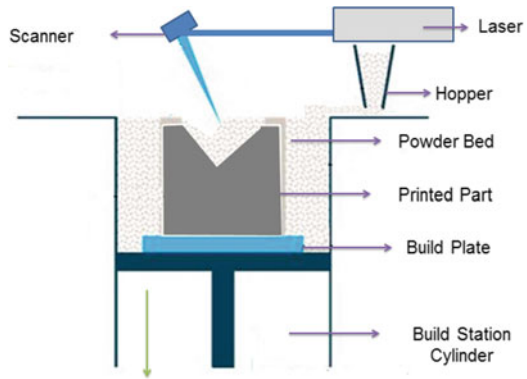 Scanner
Laser
Hopper
Powder Bed
Printed Part
Build Plate
Build Station
Cylinder